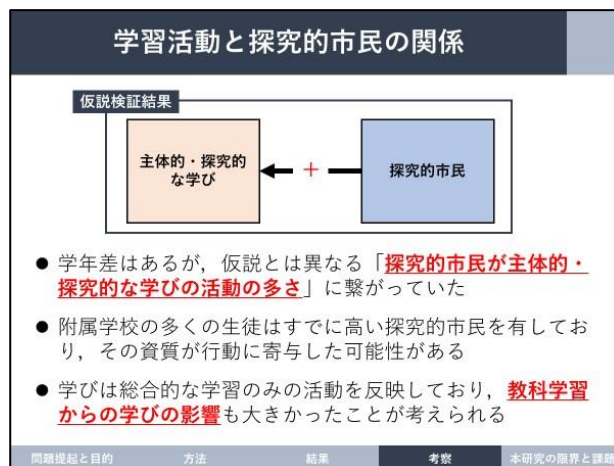 学習活動と探究的市民の関係
仮説検証結果
主体的・探究的
な学び
+
探究的市民
● 学年差はあるが，仮説とは異なる「探究的市民が主体的・
探究的な学びの活動の多さ」に繋がっていた
● 附属学校の多くの生徒はすでに高い探究的市民を有してお
り，その資質が行動に寄与した可能性がある
● 学びは総合的な学習のみの活動を反映しており，教科学習
からの学びの影響も大きかったことが考えられる
問題提起と目的 方法 結果 考察 本研究の限界と課題